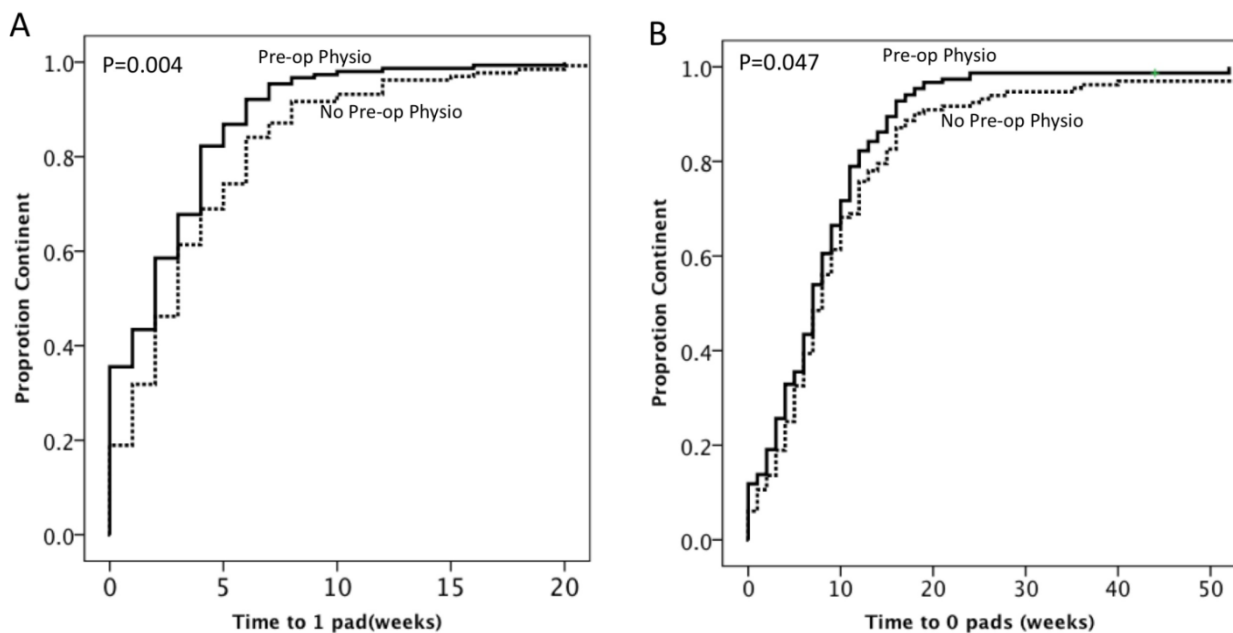 A
P=0.004
Pre-op Physio
No Pre-op Physio
Proprotion Continent
1.0
0.8
0.6
0.4
0.2
0.0
0 5 10 15 20
Time to 1 pad(weeks)
B
P=0.047
Pre-op Physio
No Pre-op Physio
Proprotion Continent
1.0
0.8
0.6
0.4
0.2
0.0
0 10 20 30 40 50
Time to 0 pads (weeks)